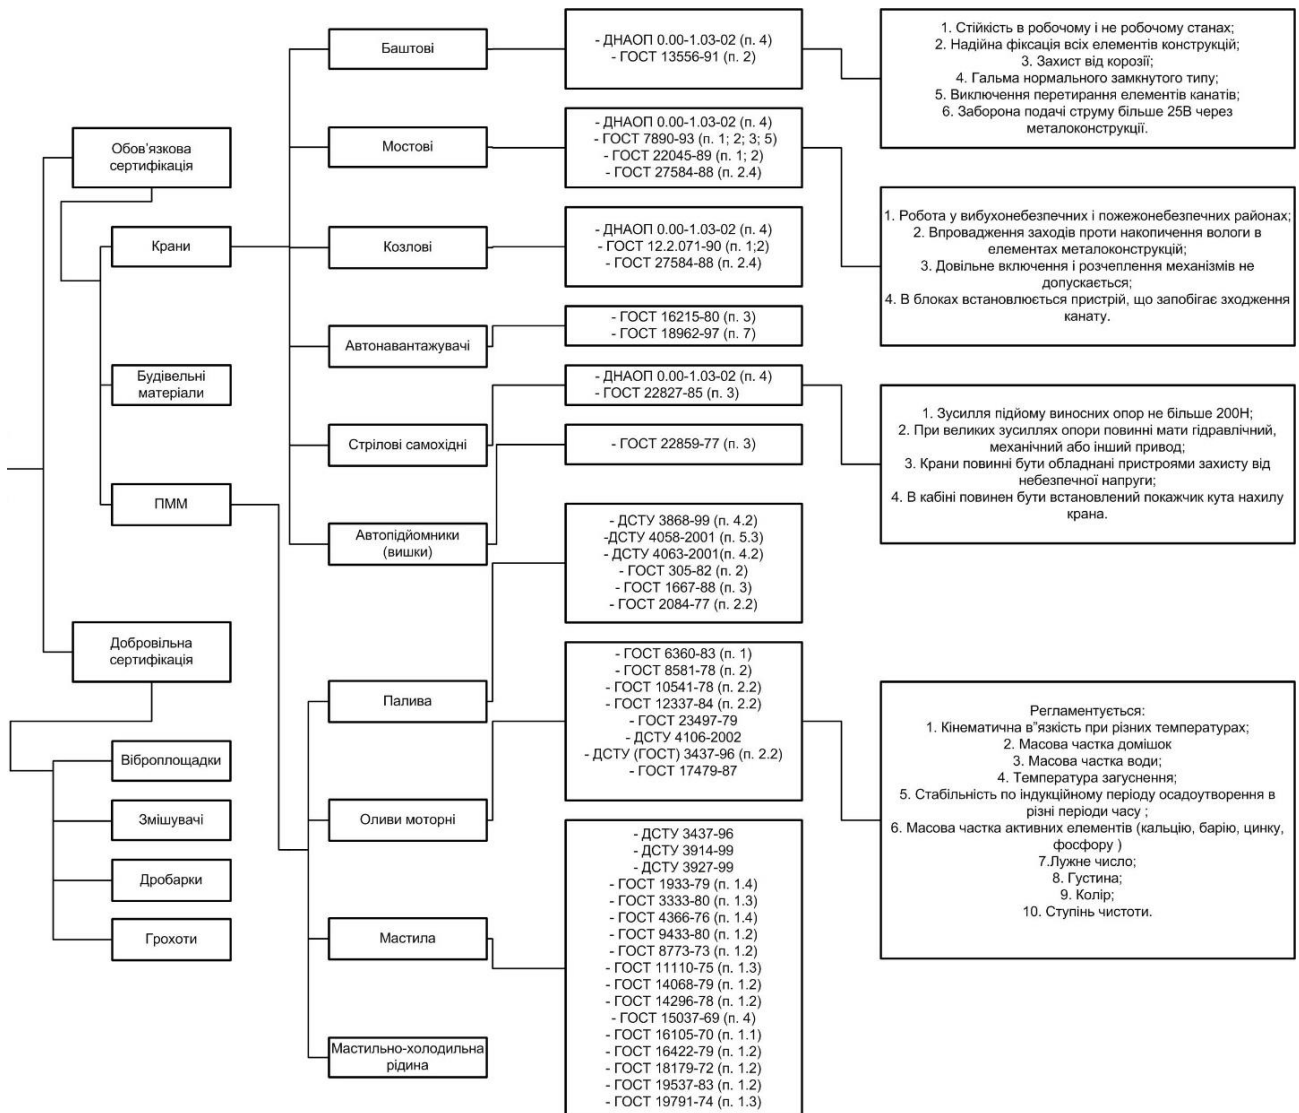 Обов’язкова
сертифікація
Крани
Будівельні
матеріали
ПММ
Добровільна
сертифікація
Віброплощадки
Змішувачі
Дробарки
Грохоти
Баштові
Мостові
Козлові
Автонавантажувачі
Стрілові самохідні
Автопідйомники
(вишки)
Палива
Оливи моторні
Мастила
Мастильно-холодильна
рідина
- ДНАОП 0.00-1.03-02 (п. 4)
- ГОСТ 13556-91 (п. 2)
- ДНАОП 0.00-1.03-02 (п. 4)
- ГОСТ 7890-93 (п. 1; 2; 3; 5)
- ГОСТ 22045-89 (п. 1; 2)
- ГОСТ 27584-88 (п. 2.4)
- ДНАОП 0.00-1.03-02 (п. 4)
- ГОСТ 12.2.071-90 (п. 1;2)
- ГОСТ 27584-88 (п. 2.4)
- ГОСТ 16215-80 (п. 3)
- ГОСТ 18962-97 (п. 7)
- ДНАОП 0.00-1.03-02 (п. 4)
- ГОСТ 22827-85 (п. 3)
- ГОСТ 22859-77 (п. 3)
- ДСТУ 3868-99 (п. 4.2)
-ДСТУ 4058-2001 (п. 5.3)
- ДСТУ 4063-2001(п. 4.2)
- ГОСТ 305-82 (п. 2)
- ГОСТ 1667-88 (п. 3)
- ГОСТ 2084-77 (п. 2.2)
- ГОСТ 6360-83 (п. 1)
- ГОСТ 8581-78 (п. 2)
- ГОСТ 10541-78 (п. 2.2)
- ГОСТ 12337-84 (п. 2.2)
- ГОСТ 23497-79
- ДСТУ 4106-2002
- ДСТУ (ГОСТ) 3437-96 (п. 2.2)
- ГОСТ 17479-87
- ДСТУ 3437-96
- ДСТУ 3914-99
- ДСТУ 3927-99
- ГОСТ 1933-79 (п. 1.4)
- ГОСТ 3333-80 (п. 1.3)
- ГОСТ 4366-76 (п. 1.4)
- ГОСТ 9433-80 (п. 1.2)
- ГОСТ 8773-73 (п. 1.2)
- ГОСТ 11110-75 (п. 1.3)
- ГОСТ 14068-79 (п. 1.2)
- ГОСТ 14296-78 (п. 1.2)
- ГОСТ 15037-69 (п. 4)
- ГОСТ 16105-70 (п. 1.1)
- ГОСТ 16422-79 (п. 1.2)
- ГОСТ 18179-72 (п. 1.2)
- ГОСТ 19537-83 (п. 1.2)
- ГОСТ 19791-74 (п. 1.3)
1. Стійкість в робочому і не робочому станах;
2. Надійна фіксація всіх елементів конструкцій;
3. Захист від корозії;
4. Гальма нормального замкнутого типу;
5. Виключення перетирання елементів канатів;
6. Заборона подачі струму більше 25В через
металоконструкції.
1. Робота у вибухонебезпечних і пожежонебезпечних районах;
2. Впровадження заходів проти накопичення вологи в
елементах металоконструкцій;
3. Довільне включення і розчеплення механізмів не
допускається;
4. В блоках встановлюється пристрій, що запобігає зходження
канату.
1. Зусилля підйому виносних опор не більше 200Н;
2. При великих зусиллях опори повинні мати гідравлічний,
механічний або інший привод;
3. Крани повинні бути обладнані пристроями захисту від
небезпечної напруги;
4. В кабіні повинен бути встановлений покажчик кута нахилу
крана.
Регламентується:
1. Кінематична в"язкість при різних температурах;
2. Масова частка домішок
3. Масова частка води;
4. Температура загуснення;
5. Стабільність по індукційному періоду осадоутворення в
різні періоди часу ;
6. Масова частка активних елементів (кальцію, барію, цинку,
фосфору )
7.Лужне число;
8. Густина;
9. Колір;
10. Ступінь чистоти.